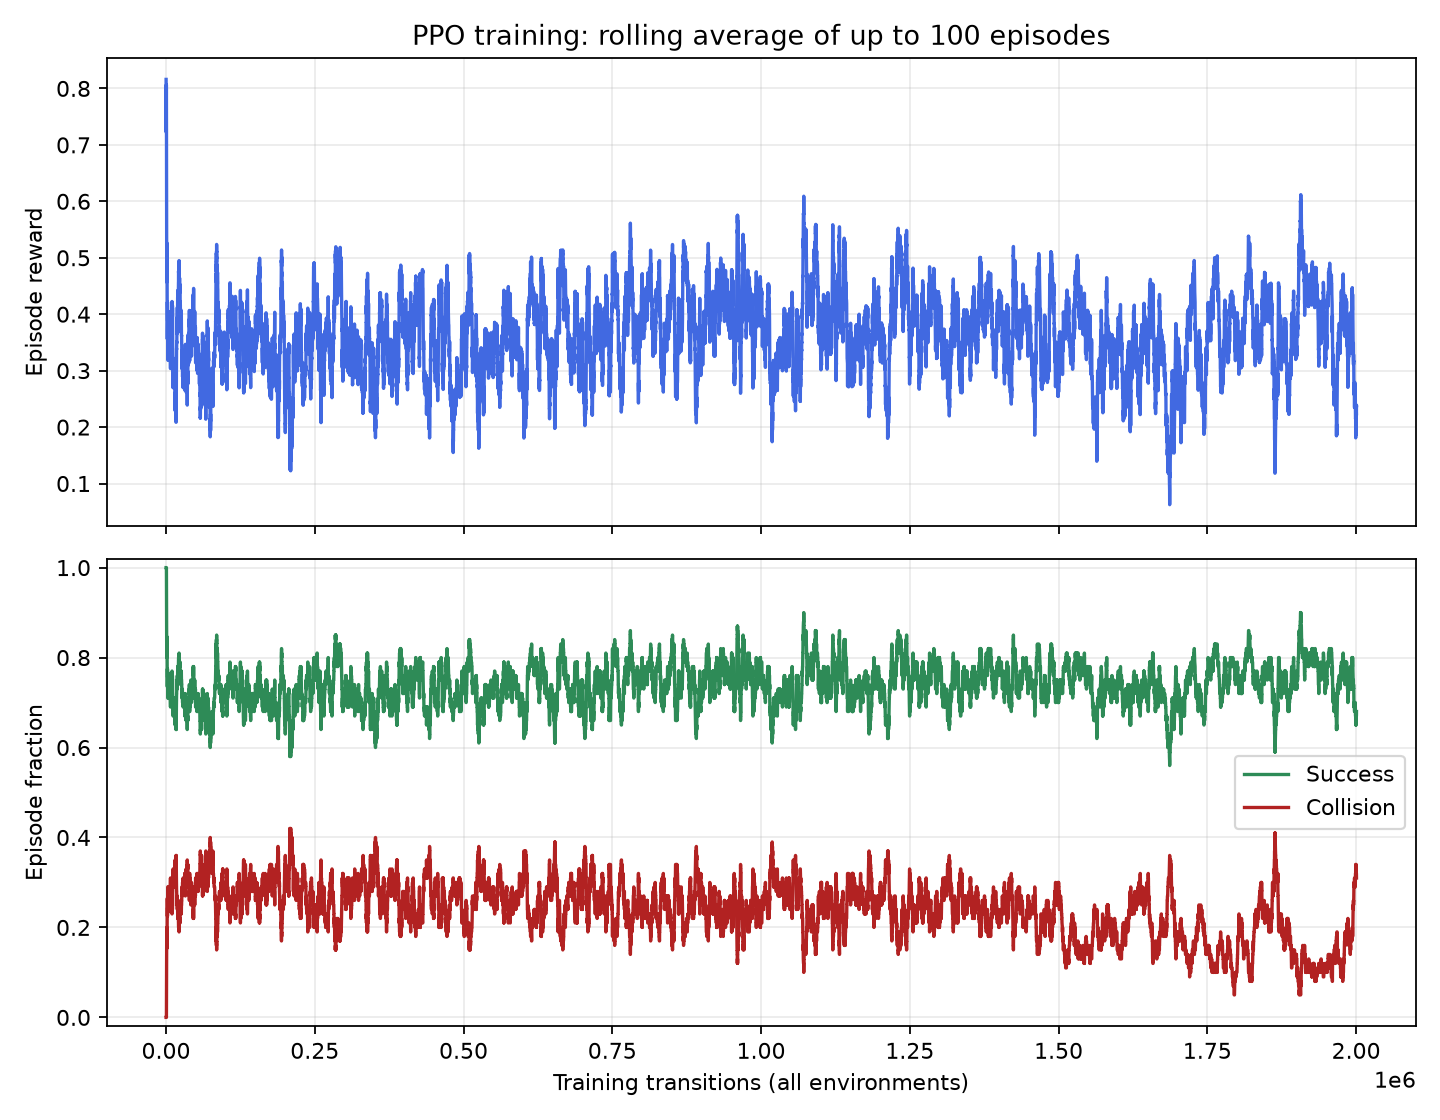 PPO training: rolling average of up to 100 episodes
Episode reward
0.8
0.7
0.6
0.5
0.4
0.3
0.2
0.1
Episode fraction
1.0
0.8
0.6
0.4
0.2
0.0
Success
Collision
0.00 0.25 0.50 0.75 1.00 1.25 1.50 1.75 2.00
1e6
Training transitions (all environments)